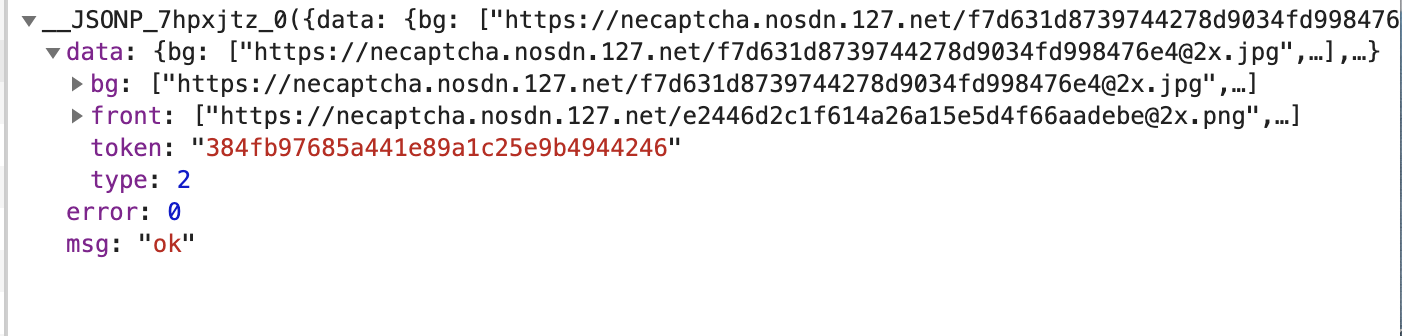 ▼__JSONP_7hpxjtz_0({data: {bg: ["https://necaptcha.nosdn.127.net/f7d631d8739744278d9034fd998476
▼data: {bg: ["https://necaptcha.nosdn.127.net/f7d631d8739744278d9034fd998476e4@2x.jpg",…],…}
▶bg: ["https://necaptcha.nosdn.127.net/f7d631d8739744278d9034fd998476e4@2x.jpg",…]
▶front: ["https://necaptcha.nosdn.127.net/e2446d2c1f614a26a15e5d4f66aadebe@2x.png",…]
token: "384fb97685a441e89a1c25e9b4944246"
type: 2
error: 0
msg: "ok"